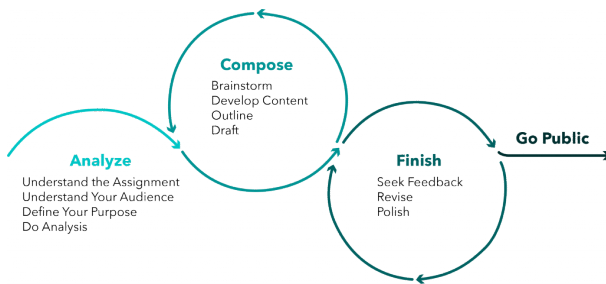 Analyze
Understand the Assignment
Understand Your Audience
Define Your Purpose
Do Analysis
Compose
Brainstorm
Develop Content
Outline
Draft
Finish
Seek Feedback
Revise
Polish
Go Public